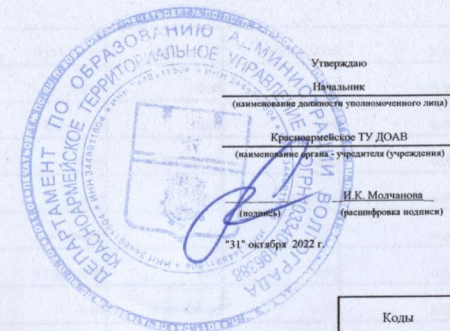 ДЕПАРТАМЕНТ ПО ОБРАЗОВАНИЮ АДМИНИСТРАЦИИ ВОЛГОГРАДА
КРАСНОАРМЕЙСКОЕ ТЕРРИТОРИАЛЬНОЕ УПРАВЛЕНИЕ
Утверждаю
Начальник
(наименование должности уполномоченного лица)
Красноармейское ТУ ДОАВ
(наименование органа - учредителя (учреждения)
И.К. Молчанова
(подпись) (расшифровка подписи)
"31" октября 2022 г.
Коды